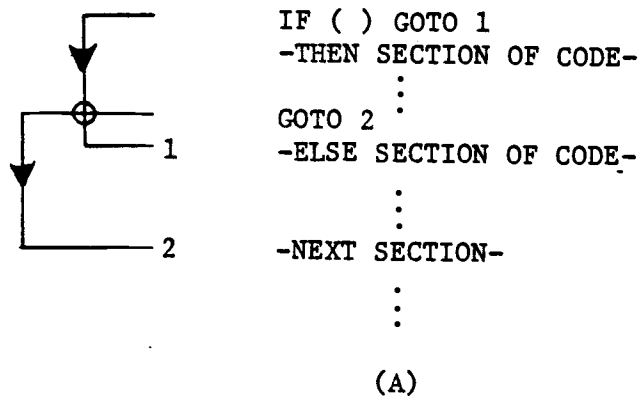 IF ( ) GOTO 1
-THEN SECTION OF CODE-
GOTO 2
1 -ELSE SECTION OF CODE-
2 -NEXT SECTION-
(A)